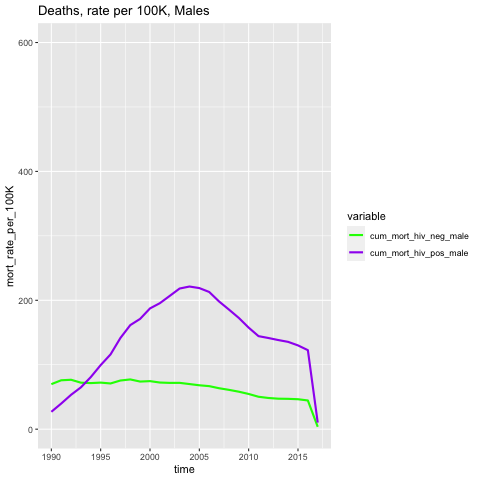 Deaths, rate per 100K, Males
mort_rate_per_100K
600
400
200
0
1990
1995
2000
2005
2010
2015
time
variable
cum_mort_hiv_neg_male
cum_mort_hiv_pos_male